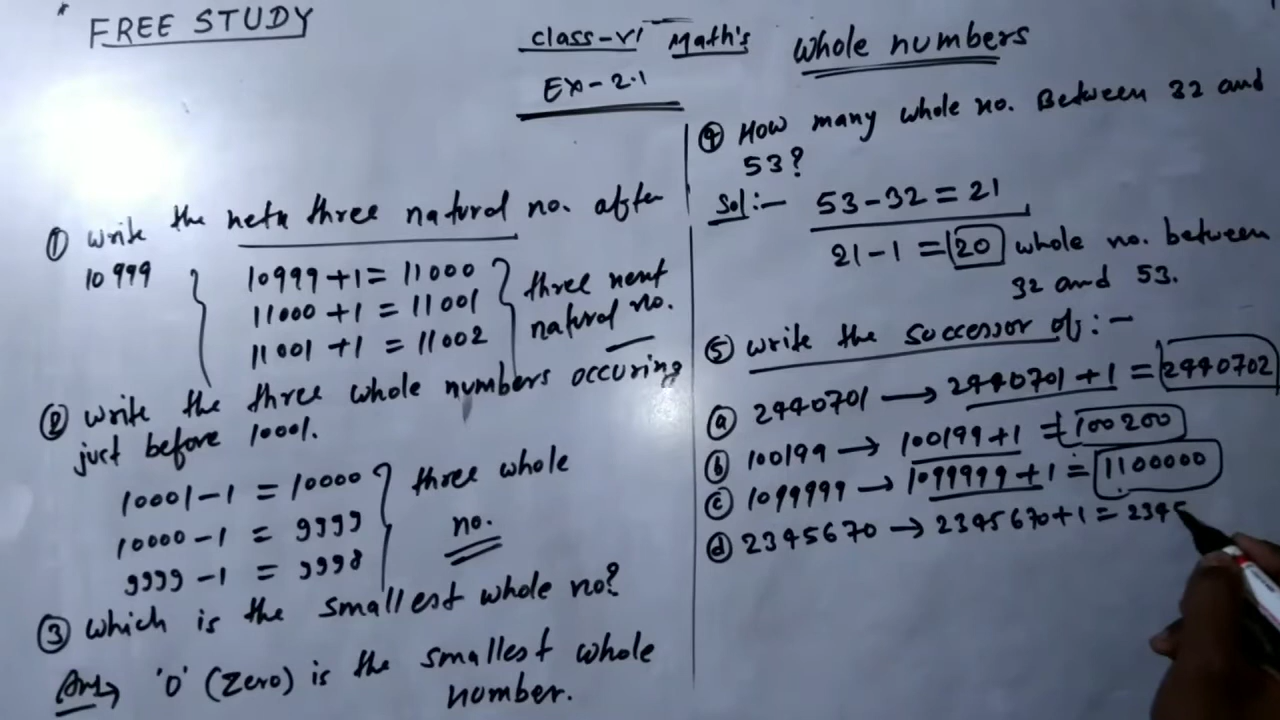 FREE STUDY
class-VI Math's Whole numbers
Ex-2.1
① Write the next three natural no. after
10999
10999+1= 11000
11000 +1 = 11001
11001 +1 = 11002
three next
natural no.
② Write the three whole numbers occuring
just before 10001.
10001-1 = 10000
10000-1 = 9999
9999-1 = 9998
three whole
no.
③ Which is the smallest whole no?
Ans→ '0' (Zero) is the smallest whole
number.
④ How many whole no. Between 32 and
53?
Sol:- 53-32=21
21-1=20 whole no. between
32 and 53.
⑤ Write the successor of:-
ⓐ 2440701 → 2440701+1 = 2440702
ⓑ 100199 → 100199+1 = 100200
ⓒ 1099999 → 1099999+1 = 1100000
ⓓ 2345670 → 2345670+1= 2345